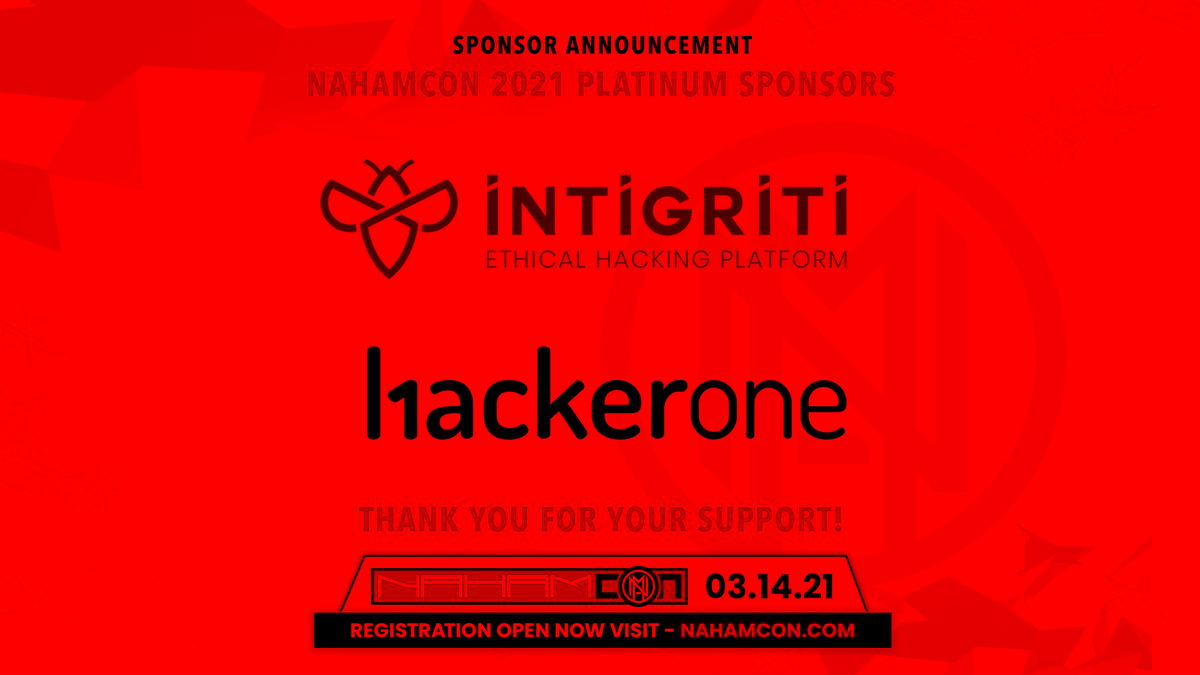 SPONSOR ANNOUNCEMENT
NAHAMCON 2021 PLATINUM SPONSORS
INTIGRITI
ETHICAL HACKING PLATFORM
hackerone
THANK YOU FOR YOUR SUPPORT!
NAHAMCON 03.14.21
REGISTRATION OPEN NOW VISIT - NAHAMCON.COM